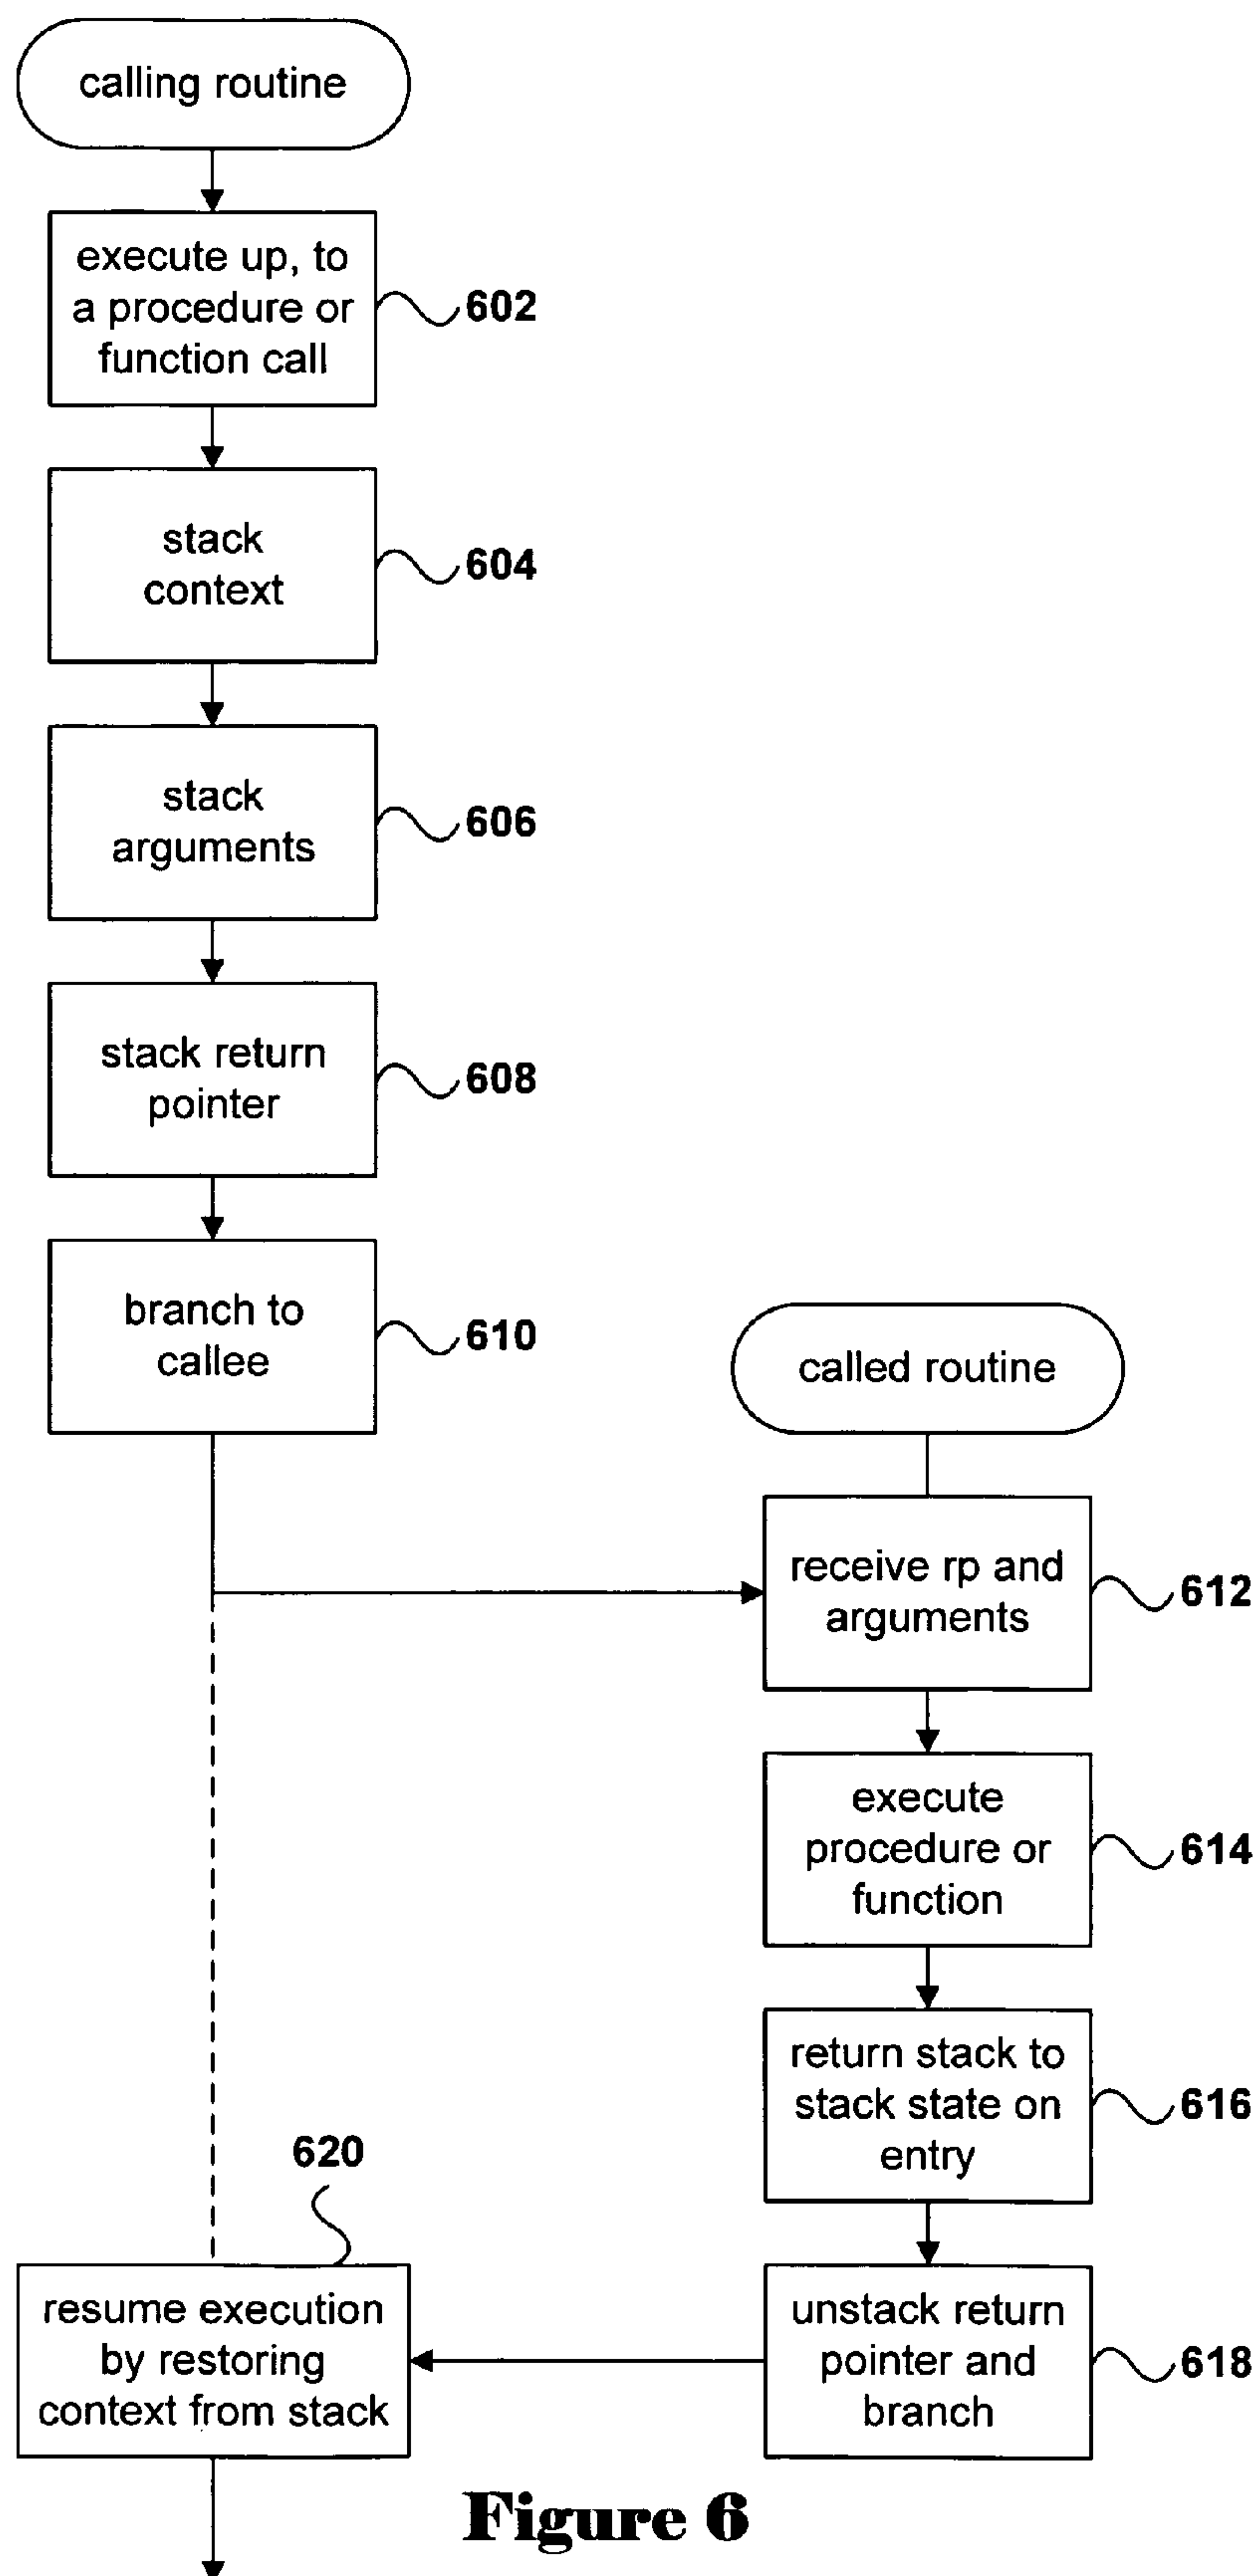 calling routine
execute up, to
a procedure or
function call
602
stack
context
604
stack
arguments
606
stack return
pointer
608
branch to
callee
610
called routine
receive rp and
arguments
612
execute
procedure or
function
614
return stack to
stack state on
entry
616
620
resume execution
by restoring
context from stack
unstack return
pointer and
branch
618
Figure 6